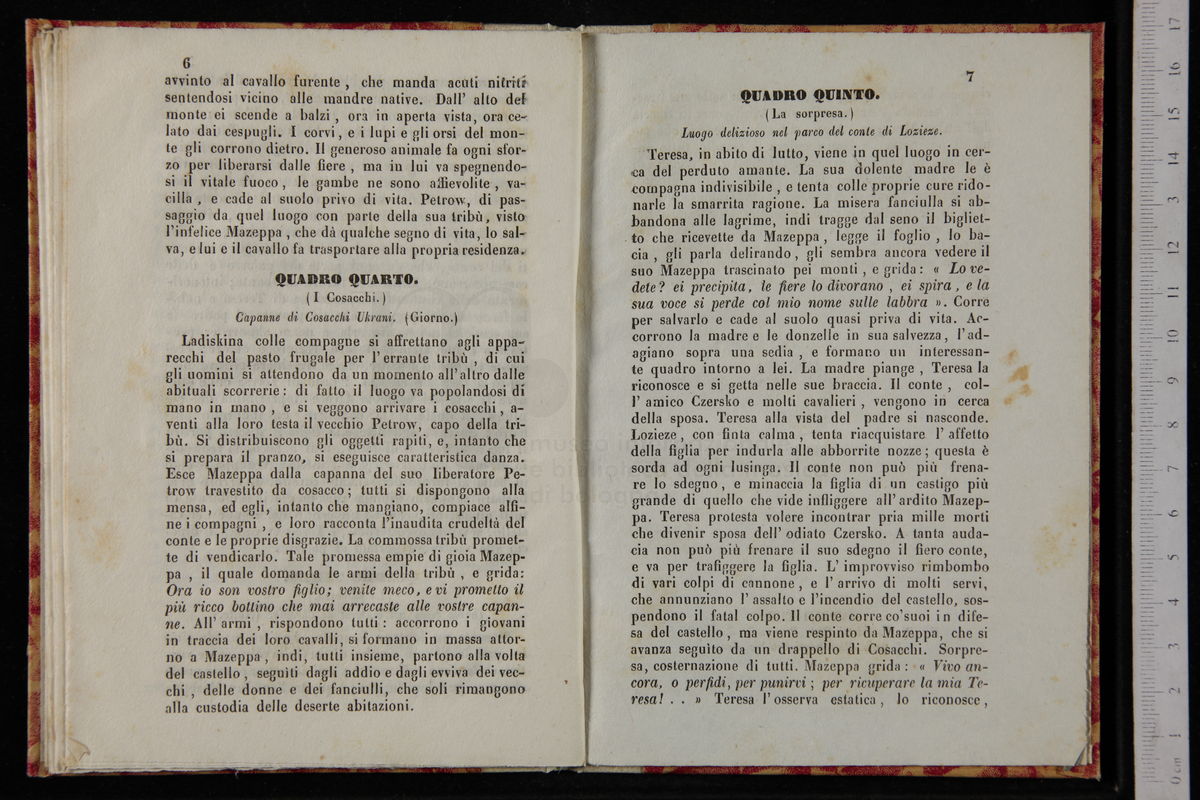 6
avvinto al cavallo furente , che manda acuti nitriti
sentendosi vicino alle mandre native. Dall' alto del
monte ei scende a balzi , ora in aperta vista, ora ce-
lato dai cespugli. I corvi, e i lupi e gli orsi del mon-
te gli corrono dietro. Il generoso animale fa ogni sfor-
zo per liberarsi dalle fiere , ma in lui va spegnendo-
si il vitale fuoco , le gambe ne sono affievolite , va-
cilla , e cade al suolo privo di vita. Petrow, di pas-
saggio da quel luogo con parte della sua tribù, visto
l'infelice Mazeppa , che dà qualche segno di vita, lo sal-
va, e lui e il cavallo fa trasportare alla propria residenza.
QUADRO QUARTO.
( I Cosacchi. )
Capanne di Cosacchi Ukrani. (Giorno.)
Ladiskina colle compagne si affrettano agli appa-
recchi del pasto frugale per l' errante tribù , di cui
gli uomini si attendono da un momento all'altro dalle
abituali scorrerie : di fatto il luogo va popolandosi di
mano in mano , e si veggono arrivare i cosacchi , a-
venti alla loro testa il vecchio Petrow, capo della tri-
bù. Si distribuiscono gli oggetti rapiti, e, intanto che
si prepara il pranzo, si eseguisce caratteristica danza.
Esce Mazeppa dalla capanna del suo liberatore Pe-
trow travestito da cosacco ; tutti si dispongono alla
mensa, ed egli, intanto che mangiano, compiace alfi-
ne i compagni , e loro racconta l'inaudita crudeltà del
conte e le proprie disgrazie. La commossa tribù promet-
te di vendicarlo. Tale promessa empie di gioia Mazep-
pa , il quale domanda le armi della tribù , e grida:
Ora io son vostro figlio; venite meco, e vi prometto il
più ricco bottino che mai arrecaste alle vostre capan-
ne. All' armi , rispondono tutti : accorrono i giovani
in traccia dei loro cavalli, si formano in massa attor-
no a Mazeppa , indi, tutti insieme, partono alla volta
del castello , seguiti dagli addio e dagli evviva dei vec-
chi , delle donne e dei fanciulli, che soli rimangono
alla custodia delle deserte abitazioni.
7
QUADRO QUINTO.
( La sorpresa. )
Luogo delizioso nel parco del conte di Lozieze.
Teresa, in abito di lutto, viene in quel luogo in cer-
ca del perduto amante. La sua dolente madre le è
compagna indivisibile , e tenta colle proprie cure rido-
narle la smarrita ragione. La misera fanciulla si ab-
bandona alle lagrime, indi tragge dal seno il bigliet-
to che ricevette da Mazeppa , legge il foglio , lo ba-
cia , gli parla delirando , gli sembra ancora vedere il
suo Mazeppa trascinato pei monti , e grida : « Lo ve-
dete ? ei precipita, le fiere lo divorano , ei spira , e la
sua voce si perde col mio nome sulle labbra ». Corre
per salvarlo e cade al suolo quasi priva di vita. Ac-
corrono la madre e le donzelle in sua salvezza , l' ad-
agiano sopra una sedia , e formano un interessan-
te quadro intorno a lei. La madre piange , Teresa la
riconosce e si getta nelle sue braccia. Il conte , col-
l' amico Czersko e molti cavalieri , vengono in cerca
della sposa. Teresa alla vista del padre si nasconde.
Lozieze , con finta calma , tenta riacquistare l' affetto
della figlia per indurla alle abborrite nozze ; questa è
sorda ad ogni lusinga. Il conte non può più frena-
re lo sdegno , e minaccia la figlia di un castigo più
grande di quello che vide infliggere all' ardito Mazep-
pa. Teresa protesta volere incontrar pria mille morti
che divenir sposa dell' odiato Czersko. A tanta auda-
cia non può più frenare il suo sdegno il fiero conte,
e va per trafiggere la figlia. L' improvviso rimbombo
di vari colpi di cannone , e l' arrivo di molti servi,
che annunziano l' assalto e l'incendio del castello, sos-
pendono il fatal colpo. Il conte corre co'suoi in dife-
sa del castello , ma viene respinto da Mazeppa, che si
avanza seguito da un drappello di Cosacchi. Sorpre-
sa, costernazione di tutti. Mazeppa grida : « Vivo an-
cora, o perfidi, per punirvi ; per ricuperare la mia Te-
resa! . . » Teresa l' osserva estatica , lo riconosce ,